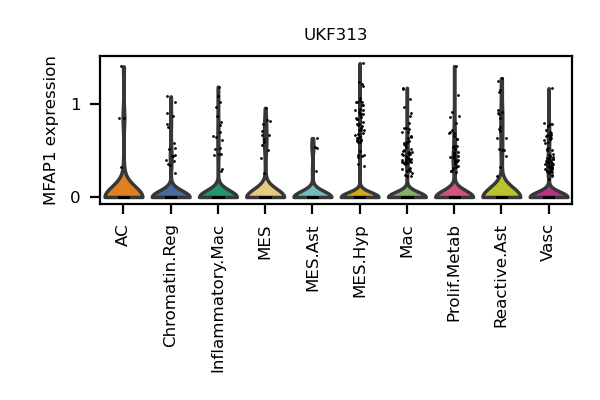 UKF313
MFAP1 expression
1
0
AC
Chromatin.Reg
Inflammatory.Mac
MES
MES.Ast
MES.Hyp
Mac
Prolif.Metab
Reactive.Ast
Vasc